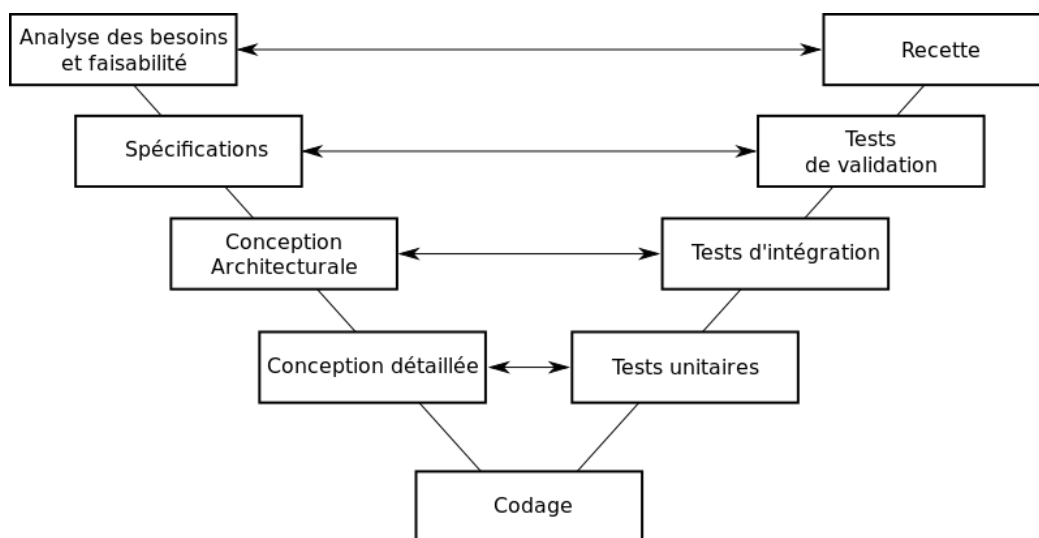 Analyse des besoins
et faisabilité
Recette
Spécifications
Tests
de validation
Conception
Architecturale
Tests d'intégration
Conception détaillée
Tests unitaires
Codage